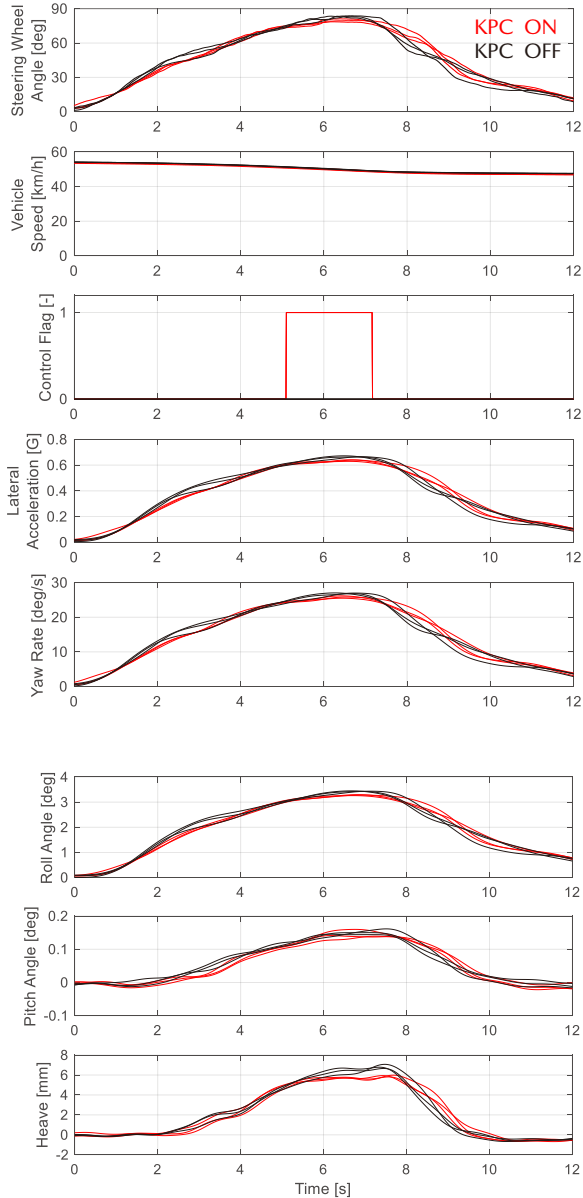 Steering Wheel
Angle [deg]
90
60
30
0
KPC ON
KPC OFF
0 2 4 6 8 10 12
Vehicle
Speed [km/h]
60
40
20
0
0 2 4 6 8 10 12
Control Flag [-]
1
0
0 2 4 6 8 10 12
Lateral
Acceleration [G]
0.8
0.6
0.4
0.2
0
0 2 4 6 8 10 12
Yaw Rate [deg/s]
30
20
10
0
0 2 4 6 8 10 12
Roll Angle [deg]
4
3
2
1
0
0 2 4 6 8 10 12
Pitch Angle [deg]
0.2
0.1
0
-0.1
0 2 4 6 8 10 12
Heave [mm]
8
6
4
2
0
-2
0 2 4 6 8 10 12
Time [s]